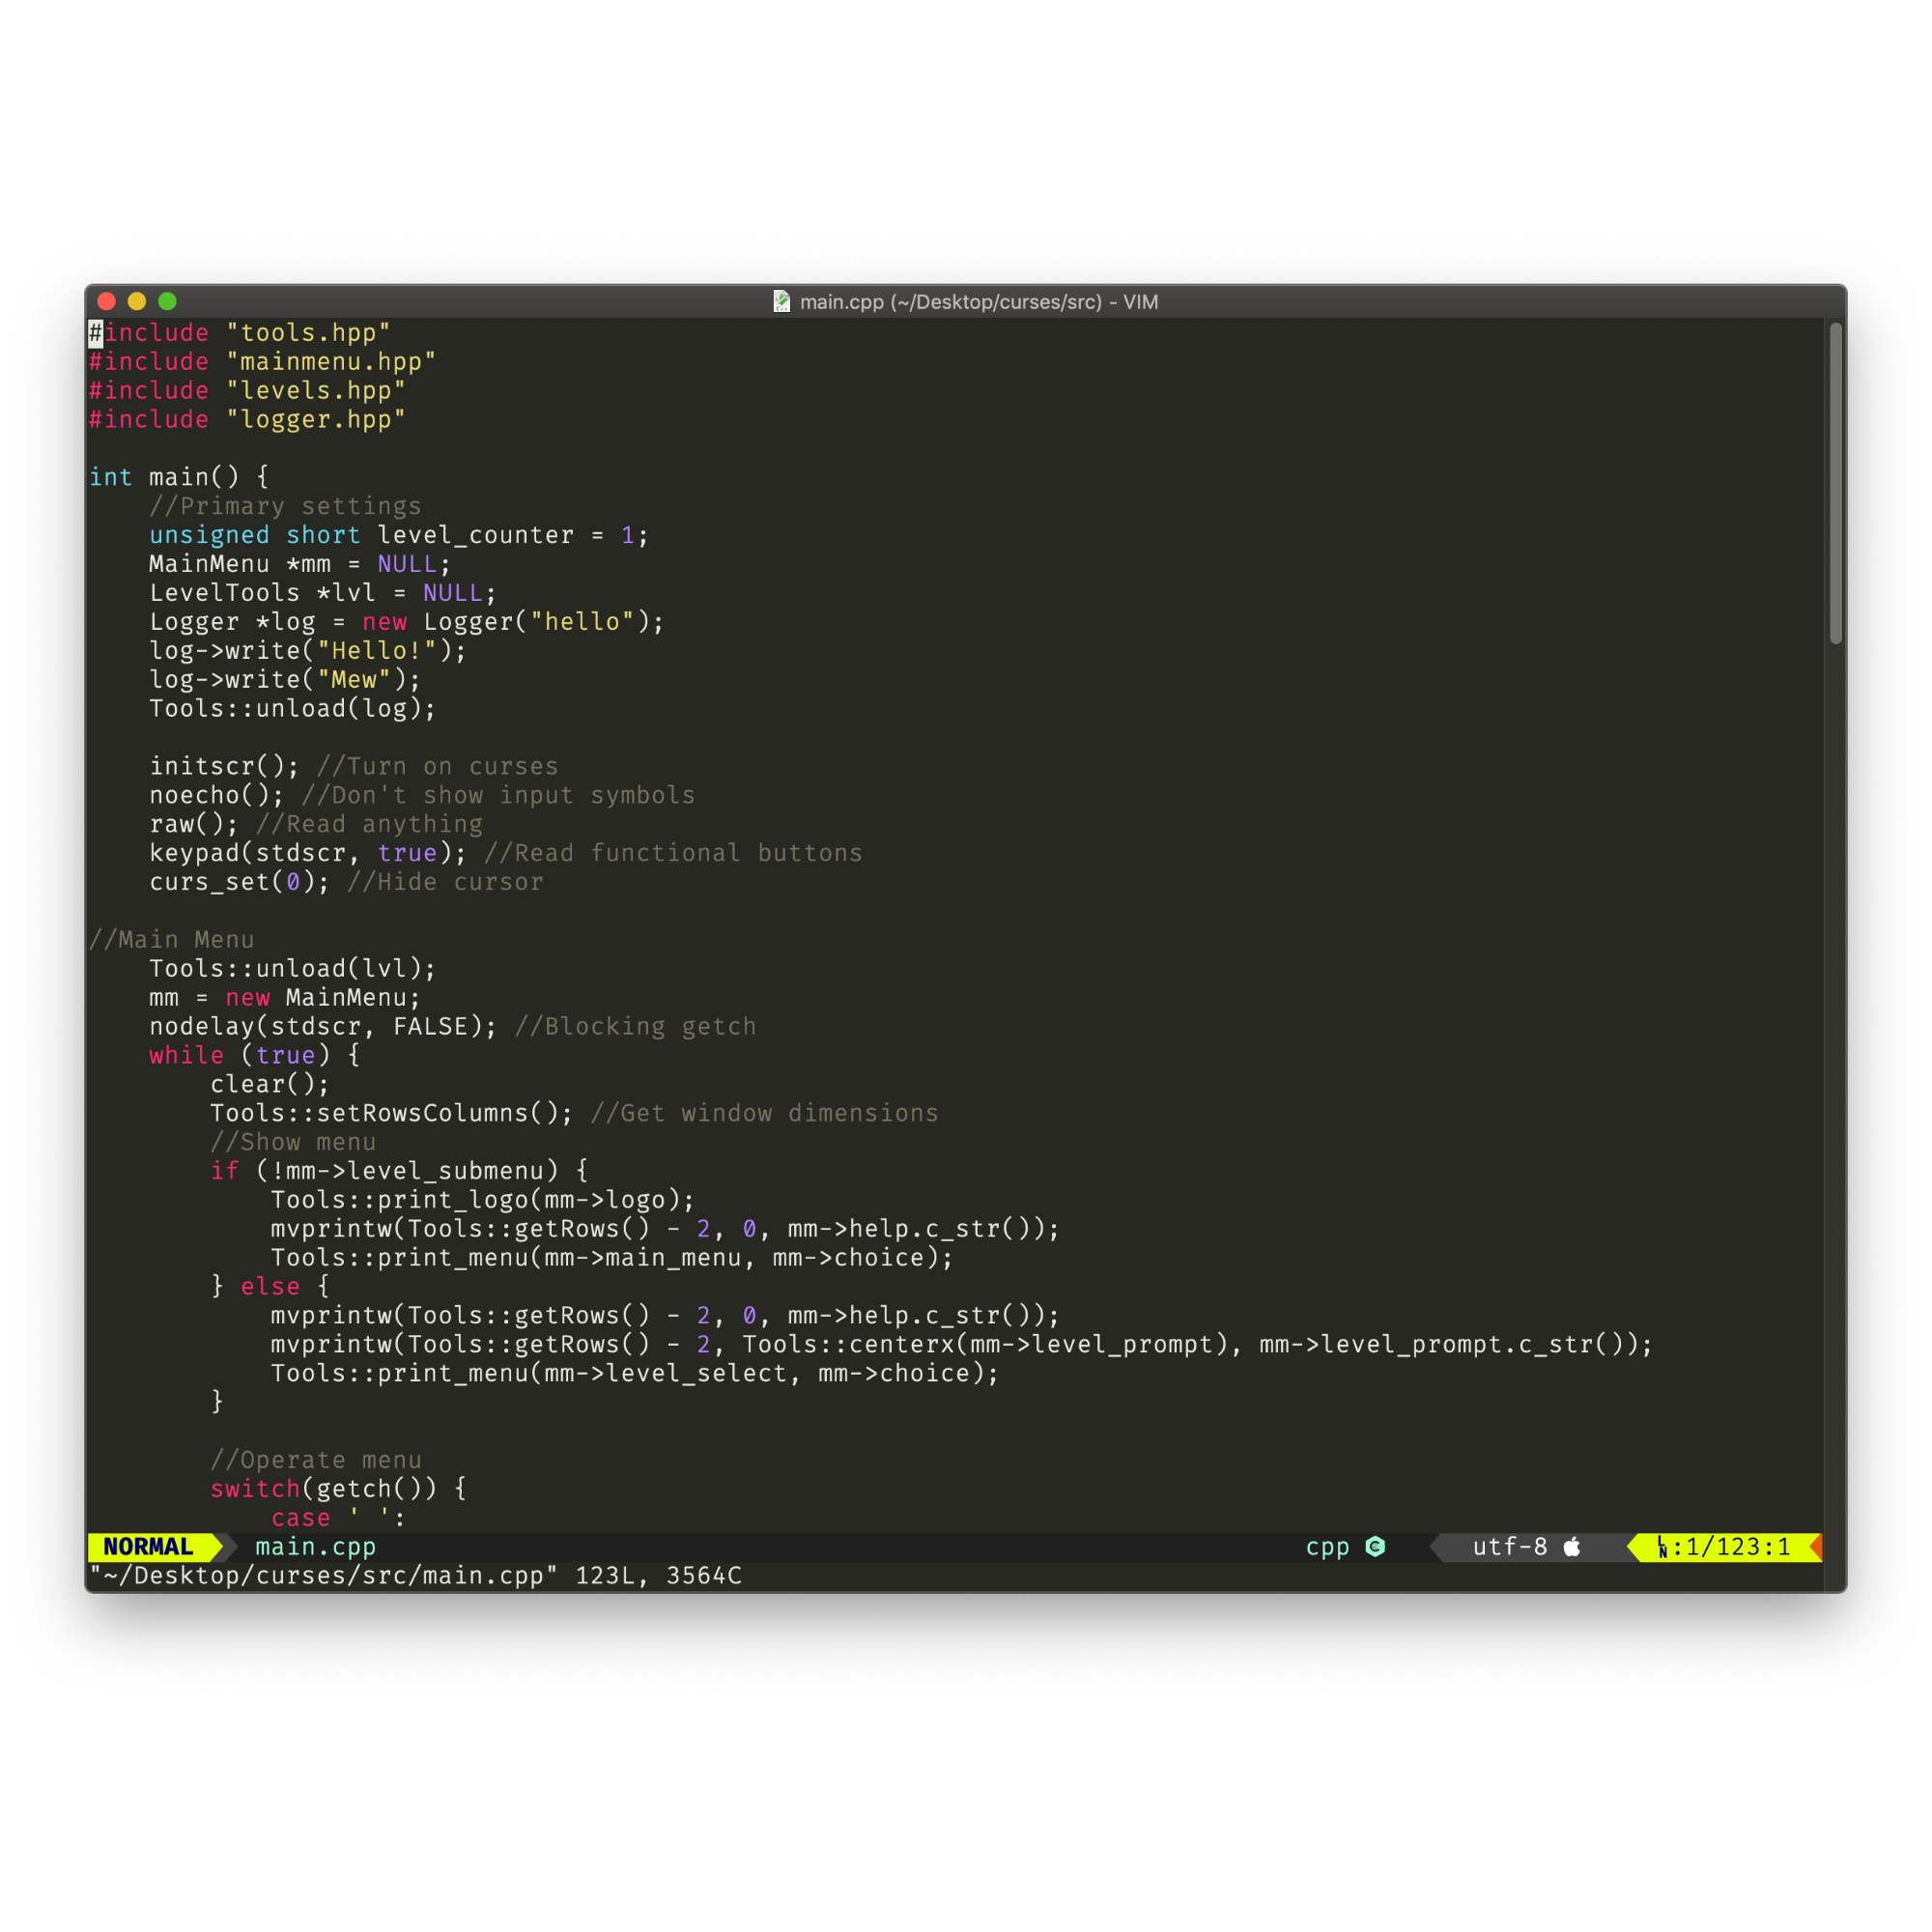 main.cpp (~/Desktop/curses/src) - VIM
#include "tools.hpp"
#include "mainmenu.hpp"
#include "levels.hpp"
#include "logger.hpp"

int main() {
    //Primary settings
    unsigned short level_counter = 1;
    MainMenu *mm = NULL;
    LevelTools *lvl = NULL;
    Logger *log = new Logger("hello");
    log->write("Hello!");
    log->write("Mew");
    Tools::unload(log);

    initscr(); //Turn on curses
    noecho(); //Don't show input symbols
    raw(); //Read anything
    keypad(stdscr, true); //Read functional buttons
    curs_set(0); //Hide cursor

//Main Menu
    Tools::unload(lvl);
    mm = new MainMenu;
    nodelay(stdscr, FALSE); //Blocking getch
    while (true) {
        clear();
        Tools::setRowsColumns(); //Get window dimensions
        //Show menu
        if (!mm->level_submenu) {
            Tools::print_logo(mm->logo);
            mvprintw(Tools::getRows() - 2, 0, mm->help.c_str());
            Tools::print_menu(mm->main_menu, mm->choice);
        } else {
            mvprintw(Tools::getRows() - 2, 0, mm->help.c_str());
            mvprintw(Tools::getRows() - 2, Tools::centerx(mm->level_prompt), mm->level_prompt.c_str());
            Tools::print_menu(mm->level_select, mm->choice);
        }

        //Operate menu
        switch(getch()) {
            case ' ':
NORMAL main.cpp cpp utf-8 LN:1/123:1
"~/Desktop/curses/src/main.cpp" 123L, 3564C